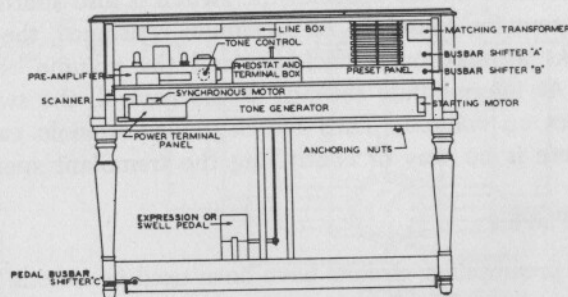 LINE BOX
MATCHING TRANSFORMER
TONE CONTROL
BUSBAR SHIFTER "A"
PRE-AMPLIFIER
RHEOSTAT AND
TERMINAL BOX
PRESET PANEL
BUSBAR SHIFTER "B"
SCANNER
SYNCHRONOUS MOTOR
TONE GENERATOR
STARTING MOTOR
POWER TERMINAL
PANEL
ANCHORING NUTS
EXPRESSION OR
SWELL PEDAL
PEDAL BUSBAR
SHIFTER "C"